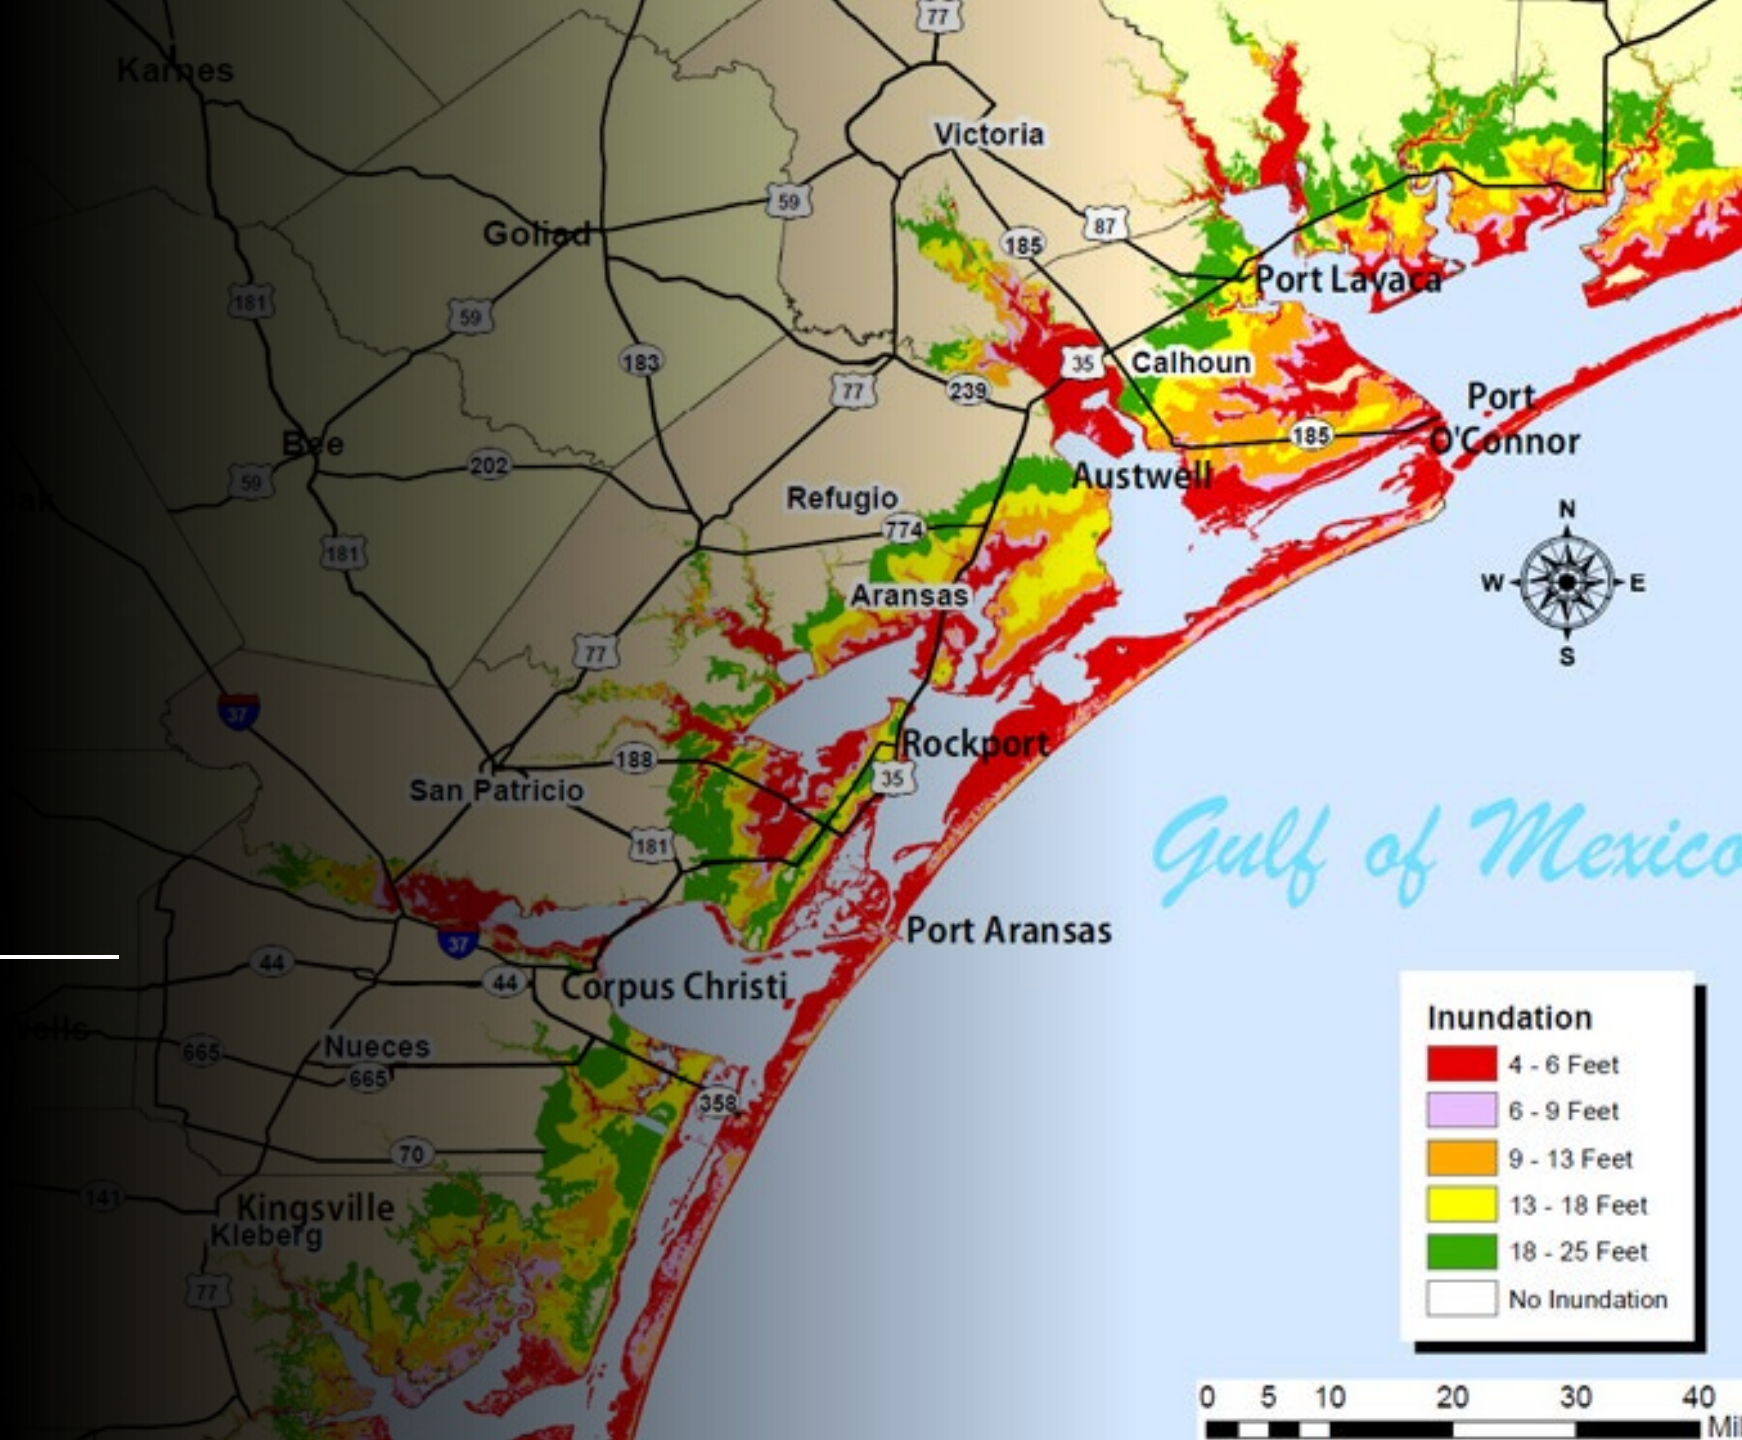 77
Karnes
Victoria
59
87
Goliad
185
Port Lavaca
181
59
183
35
Calhoun
77
239
Port
O'Connor
185
Bee
202
59
Austwell
Refugio
774
N
181
W
E
Aransas
S
77
37
Rockport
188
35
San Patricio
181
Gulf of Mexico
Port Aransas
37
44
44
Corpus Christi
Inundation
4 - 6 Feet
6 - 9 Feet
9 - 13 Feet
13 - 18 Feet
18 - 25 Feet
No Inundation
Nueces
665
665
358
70
141
Kingsville
Kleberg
77
0 5 10 20 30 40